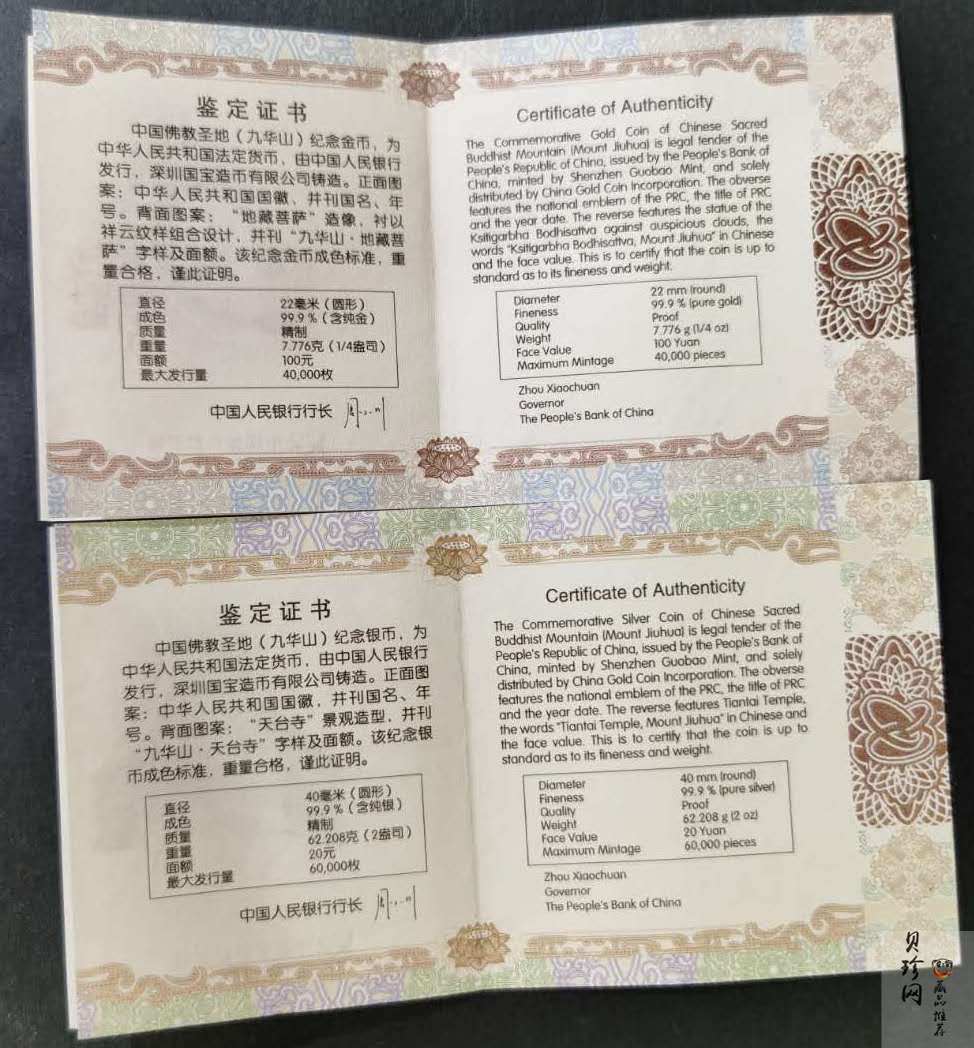 鉴定证书
中国佛教圣地（九华山）纪念金币，为
中华人民共和国法定货币，由中国人民银行
发行，深圳国宝造币有限公司铸造。正面图
案：中华人民共和国国徽，并刊国名、年
号。背面图案：“地藏菩萨”造像，衬以
祥云纹样组合设计，并刊“九华山·地藏菩
萨”字样及面额。该纪念金币成色标准，重
量合格，谨此证明。
直径 22毫米（圆形）
成色 99.9％（含纯金）
质量 精制
重量 7.776克（1/4盎司）
面额 100元
最大发行量 40,000枚
中国人民银行行长
Certificate of Authenticity
The Commemorative Gold Coin of Chinese Sacred
Buddhist Mountain (Mount Jiuhua) is legal tender of the
People's Republic of China, issued by the People's Bank of
China, minted by Shenzhen Guobao Mint, and solely
distributed by China Gold Coin Incorporation. The obverse
features the national emblem of the PRC, the title of PRC
and the year date. The reverse features the statue of the
Ksitigarbha Bodhisattva against auspicious clouds, the
words "Ksitigarbha Bodhisattva, Mount Jiuhua" in Chinese
and the face value. This is to certify that the coin is up to
standard as to its fineness and weight.
Diameter 22 mm (round)
Fineness 99.9 % (pure gold)
Quality Proof
Weight 7.776 g (1/4 oz)
Face Value 100 Yuan
Maximum Mintage 40,000 pieces
Zhou Xiaochuan
Governor
The People's Bank of China
鉴定证书
中国佛教圣地（九华山）纪念银币，为
中华人民共和国法定货币，由中国人民银行
发行，深圳国宝造币有限公司铸造。正面图
案：中华人民共和国国徽，并刊国名、年
号。背面图案：“天台寺”景观造型，并刊
“九华山·天台寺”字样及面额。该纪念银
币成色标准，重量合格，谨此证明。
直径 40毫米（圆形）
成色 99.9％（含纯银）
质量 精制
重量 62.208克（2盎司）
面额 20元
最大发行量 60,000枚
中国人民银行行长
Certificate of Authenticity
The Commemorative Silver Coin of Chinese Sacred
Buddhist Mountain (Mount Jiuhua) is legal tender of the
People's Republic of China, issued by the People's Bank of
China, minted by Shenzhen Guobao Mint, and solely
distributed by China Gold Coin Incorporation. The obverse
features the national emblem of the PRC, the title of PRC
and the year date. The reverse features Tiantai Temple,
the words "Tiantai Temple, Mount Jiuhua" in Chinese and
the face value. This is to certify that the coin is up to
standard as to its fineness and weight.
Diameter 40 mm (round)
Fineness 99.9 % (pure silver)
Quality Proof
Weight 62.208 g (2 oz)
Face Value 20 Yuan
Maximum Mintage 60,000 pieces
Zhou Xiaochuan
Governor
The People's Bank of China
贝珍网
藏品推荐